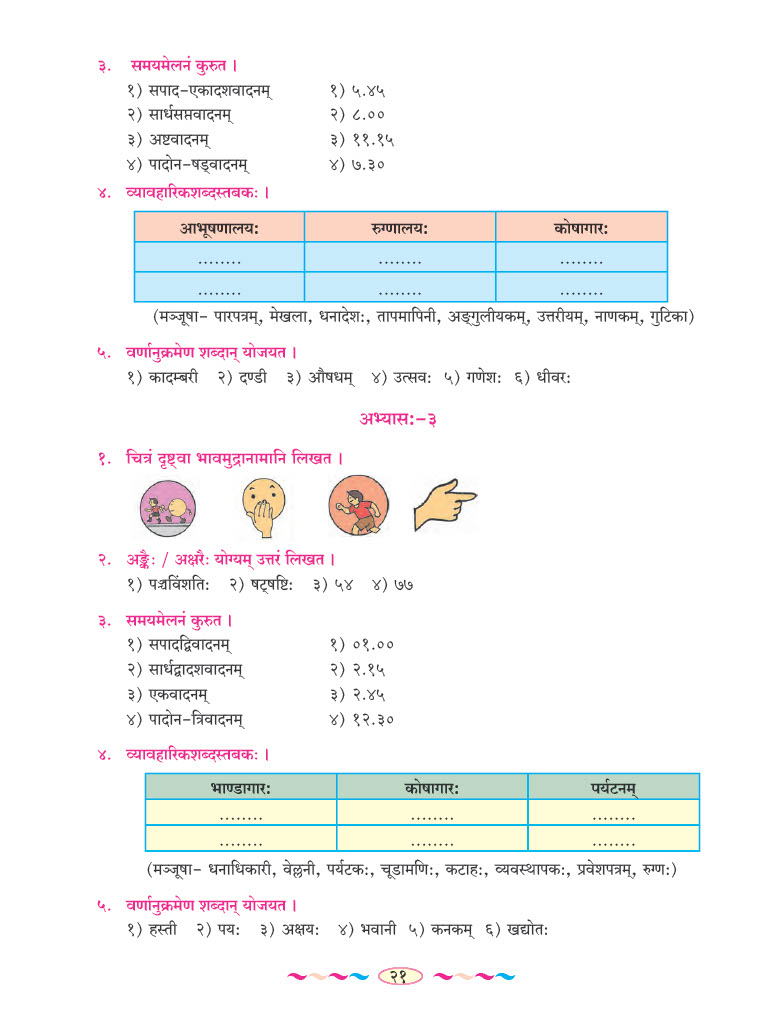 ३. समयमेलनं कुरुत ।
१) सपाद-एकादशवादनम् १) ५.४५
२) सार्धसप्तवादनम् २) ८.००
३) अष्टवादनम् ३) ११.१५
४) पादोन-षड्वादनम् ४) ७.३०
४. व्यावहारिकशब्दस्तबकः ।
आभूषणालयः रुग्णालयः कोषागारः
........ ........ ........
........ ........ ........
(मञ्जूषा- पारपत्रम्, मेखला, धनादेशः, तापमापिनी, अङ्गुलीयकम्, उत्तरीयम्, नाणकम्, गुटिका)
५. वर्णानुक्रमेण शब्दान् योजयत ।
१) कादम्बरी २) दण्डी ३) औषधम् ४) उत्सवः ५) गणेशः ६) धीवरः
अभ्यासः-३
१. चित्रं दृष्ट्वा भावमुद्रानामानि लिखत ।
२. अङ्कैः / अक्षरैः योग्यम् उत्तरं लिखत ।
१) पञ्चविंशतिः २) षट्षष्टिः ३) ५४ ४) ७७
३. समयमेलनं कुरुत ।
१) सपादद्विवादनम् १) ०१.००
२) सार्धद्वादशवादनम् २) २.१५
३) एकवादनम् ३) २.४५
४) पादोन-त्रिवादनम् ४) १२.३०
४. व्यावहारिकशब्दस्तबकः ।
भाण्डागारः कोषागारः पर्यटनम्
........ ........ ........
........ ........ ........
(मञ्जूषा- धनाधिकारी, वेल्लनी, पर्यटकः, चूडामणिः, कटाहः, व्यवस्थापकः, प्रवेशपत्रम्, रुग्णः)
५. वर्णानुक्रमेण शब्दान् योजयत ।
१) हस्ती २) पयः ३) अक्षयः ४) भवानी ५) कनकम् ६) खद्योतः
२१